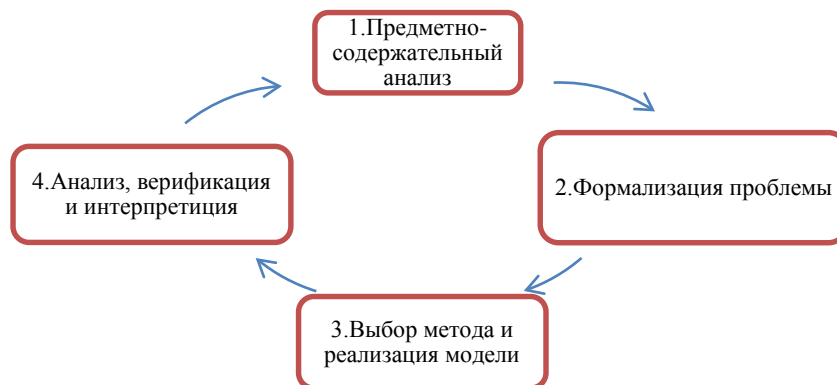 1.Предметно-
содержательный
анализ
2.Формализация проблемы
3.Выбор метода и
реализация модели
4.Анализ, верификация
и интерпретиция